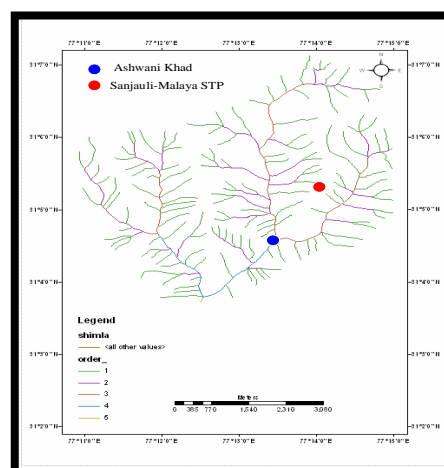 77°11'0"E 77°12'0"E 77°13'0"E 77°14'0"E 77°15'0"E
Ashwani Khad
Sanjauli-Malaya STP
N
W E
S
31°7'0"N 31°7'0"N
31°6'0"N 31°6'0"N
31°5'0"N 31°5'0"N
31°4'0"N 31°4'0"N
31°3'0"N 31°3'0"N
31°2'0"N 31°2'0"N
Legend
shimla
<all other values>
order_
1
2
3
4
5
Meters
0 385 770 1,540 2,310 3,080
77°11'0"E 77°12'0"E 77°13'0"E 77°14'0"E 77°15'0"E